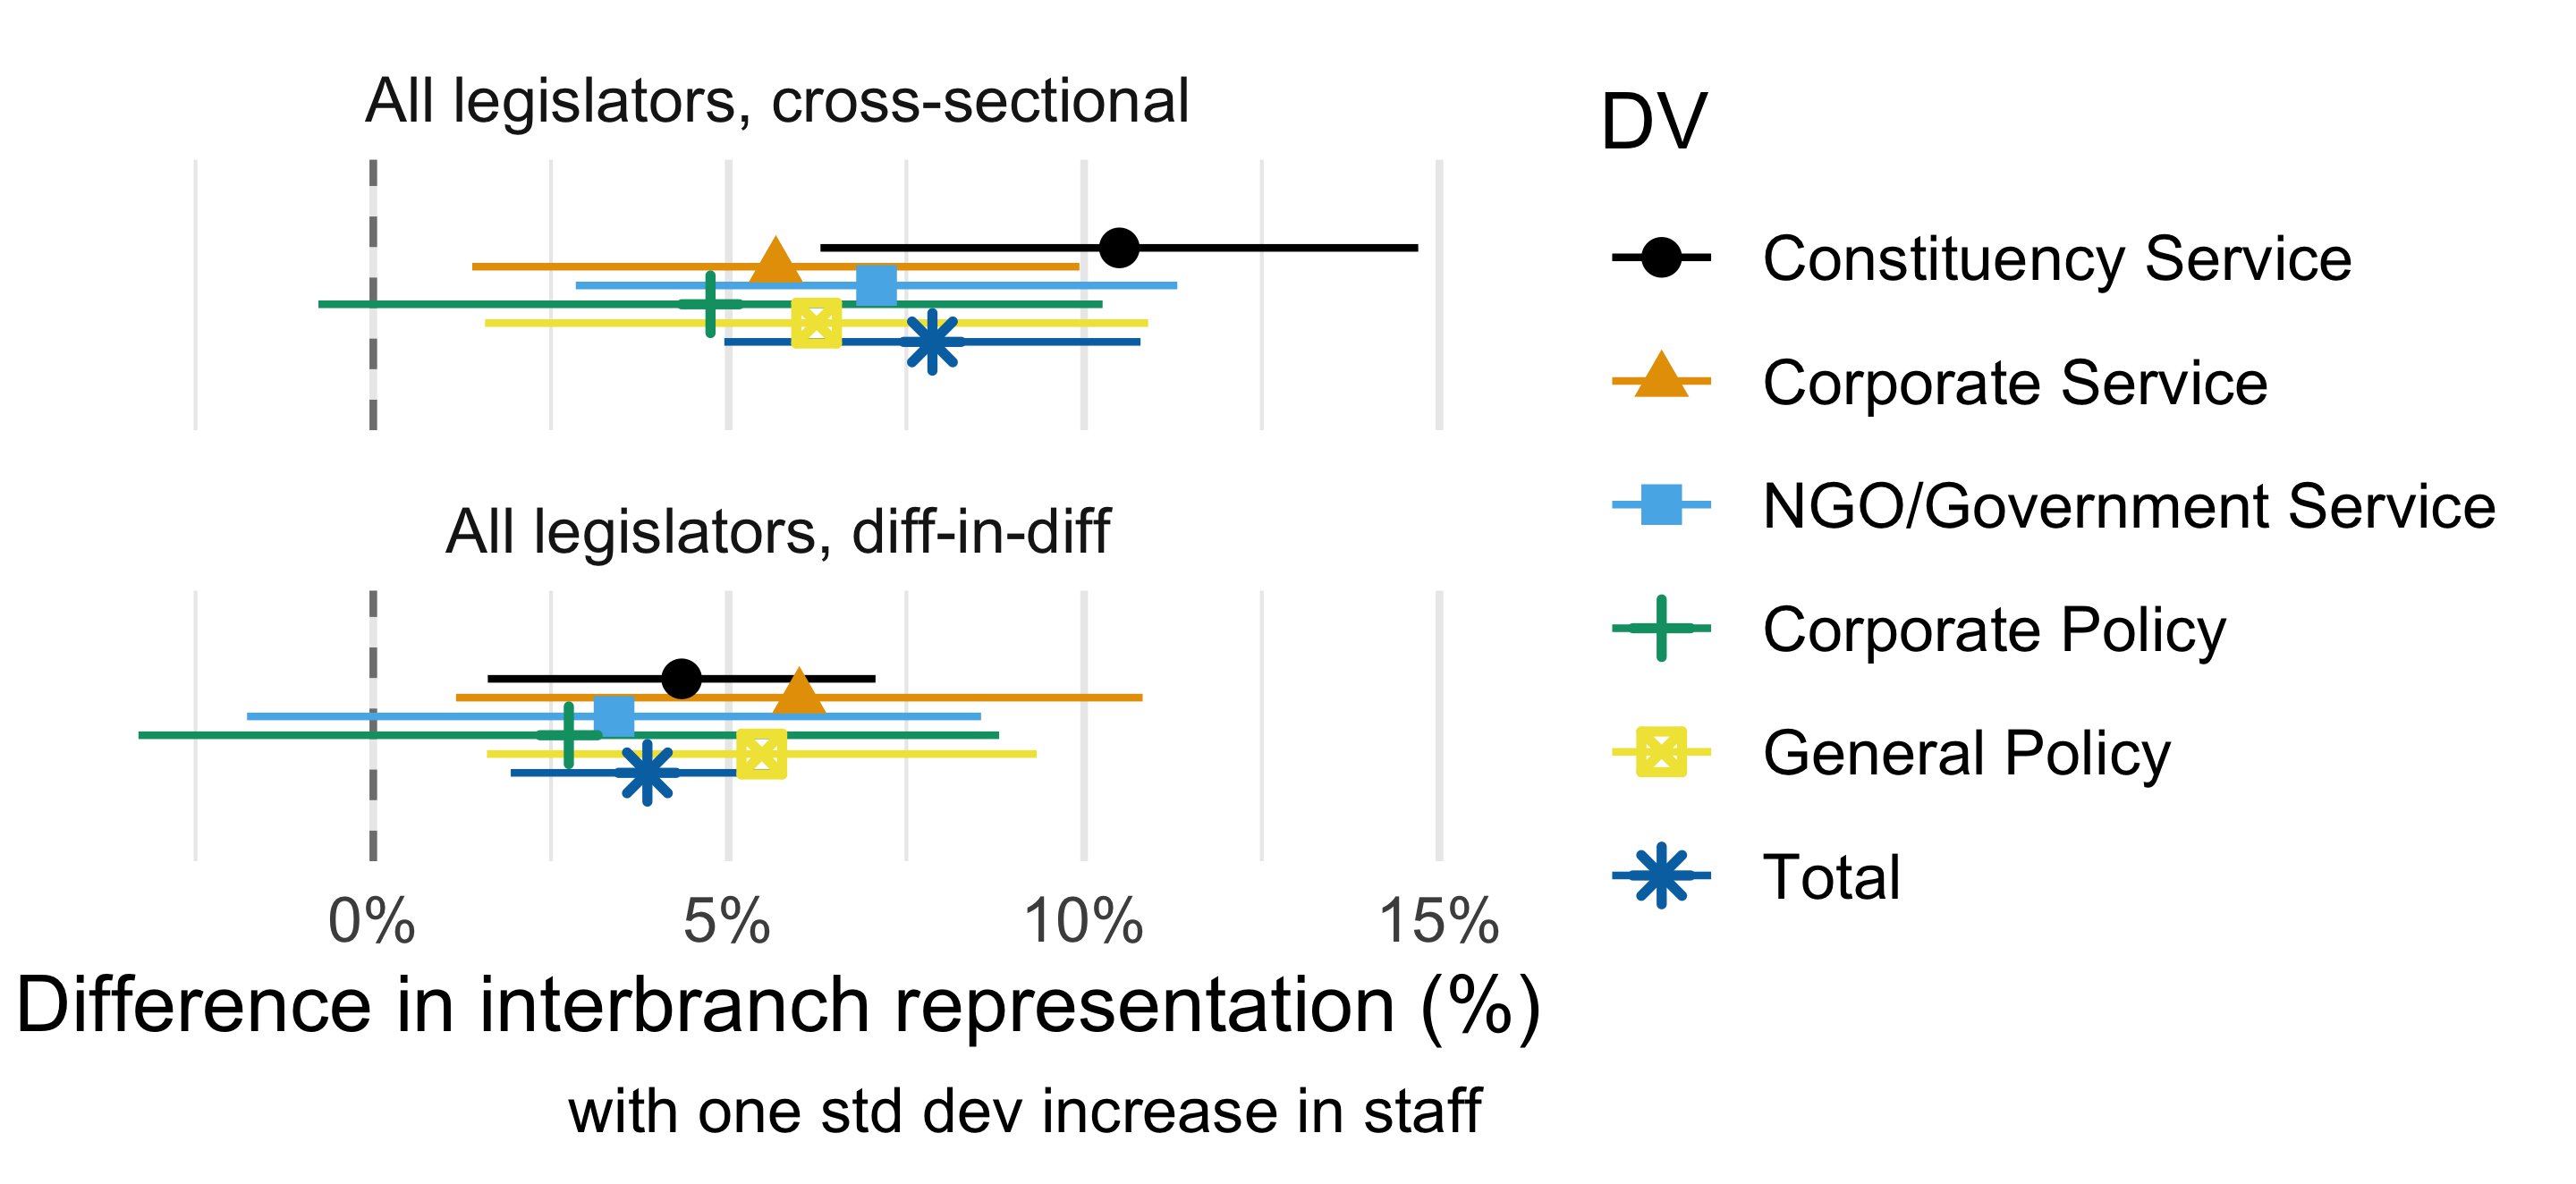 All legislators, cross-sectional
All legislators, diff-in-diff
0% 5% 10% 15%
Difference in interbranch representation (%)
with one std dev increase in staff
DV
Constituency Service
Corporate Service
NGO/Government Service
Corporate Policy
General Policy
Total